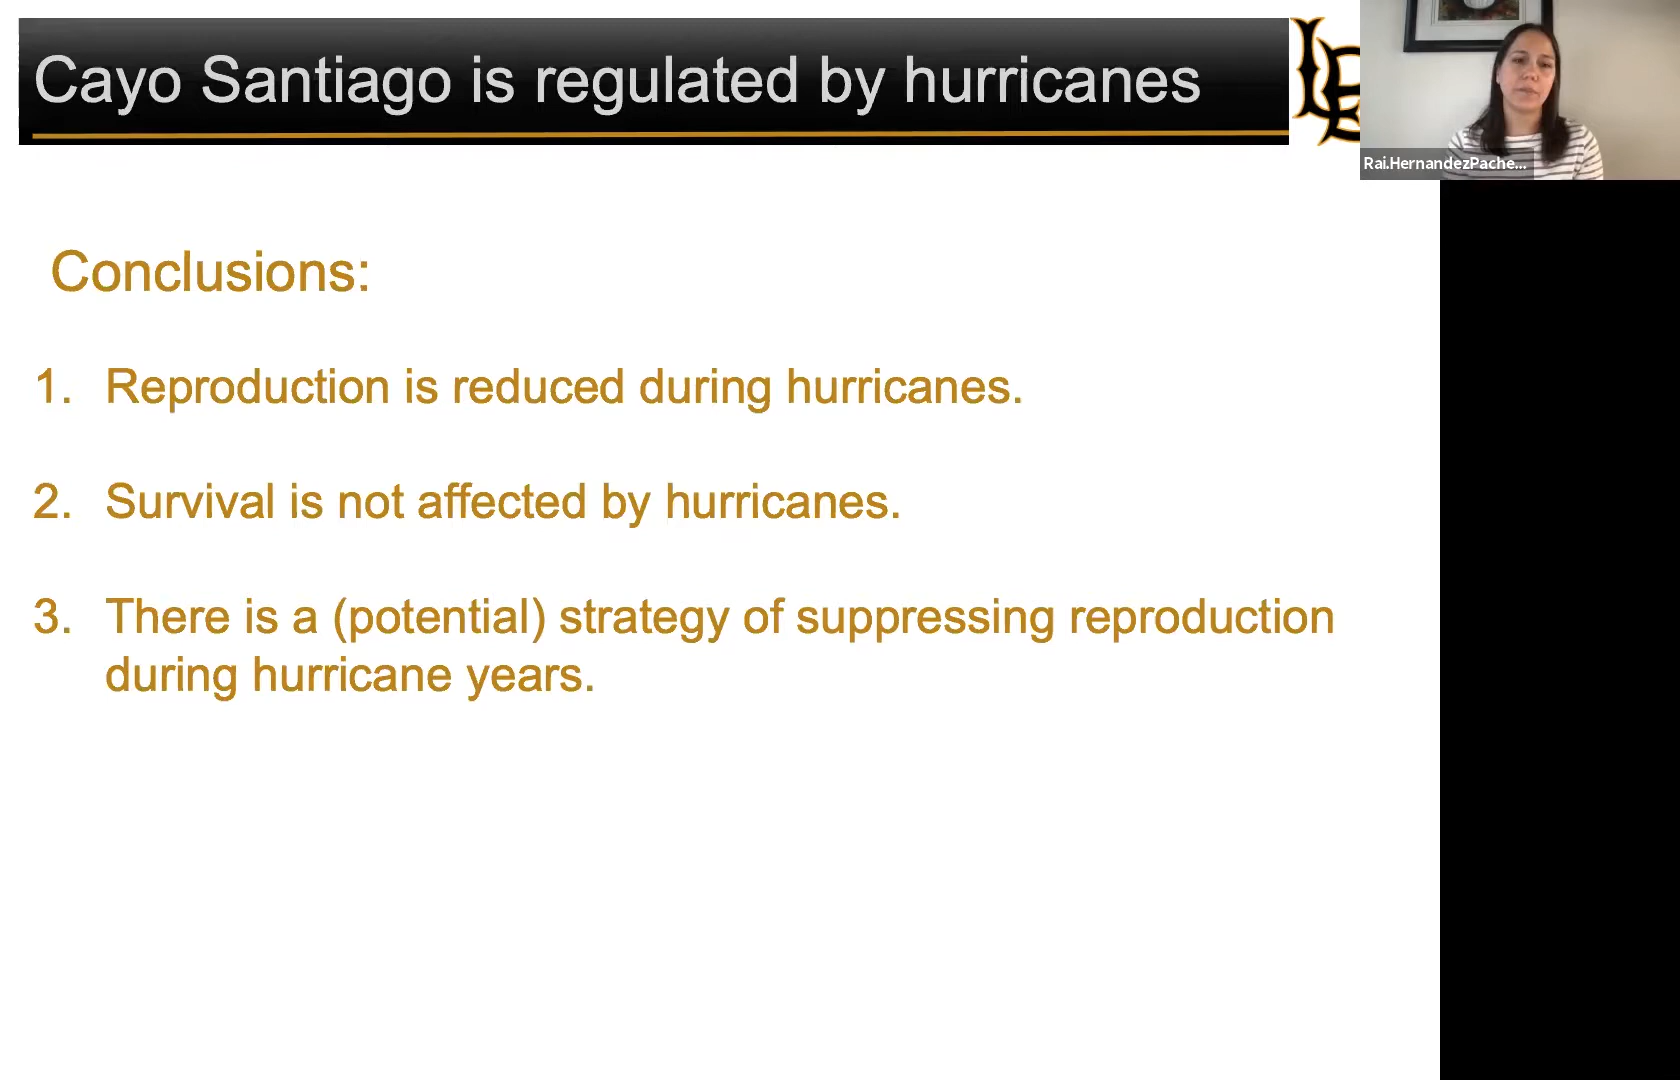 Cayo Santiago is regulated by hurricanes
LB
Rai.HernandezPache...
Conclusions:
1. Reproduction is reduced during hurricanes.
2. Survival is not affected by hurricanes.
3. There is a (potential) strategy of suppressing reproduction
during hurricane years.